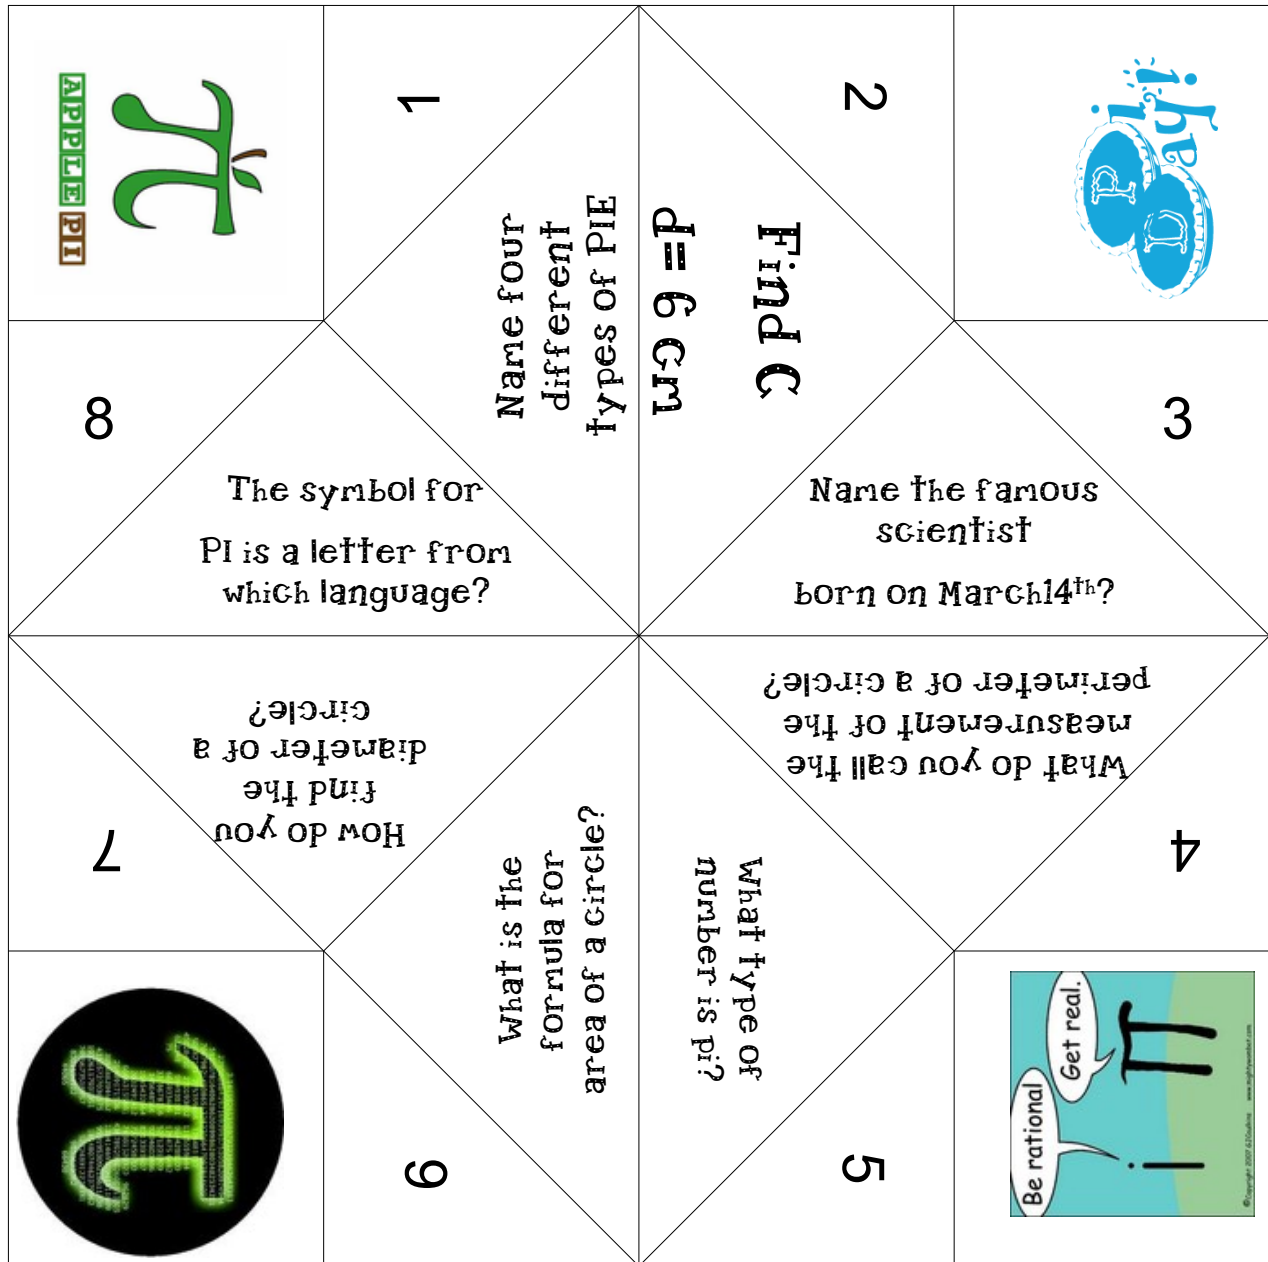 APPLE PI
1
2
i ♥ha
i
P
D
ay!
Name four
different
types of PIE
d= 6 cm
Find C
8
3
The symbol for
PI is a letter from
which language?
Name the famous
scientist
born on March14th?
How do you
find the
diameter of a
circle?
What do you call the
measurement of the
perimeter of a circle?
7
4
What is the
formula for
area of a circle?
What type of
number is pi?
6
5
Be rational
Get real.
π
i